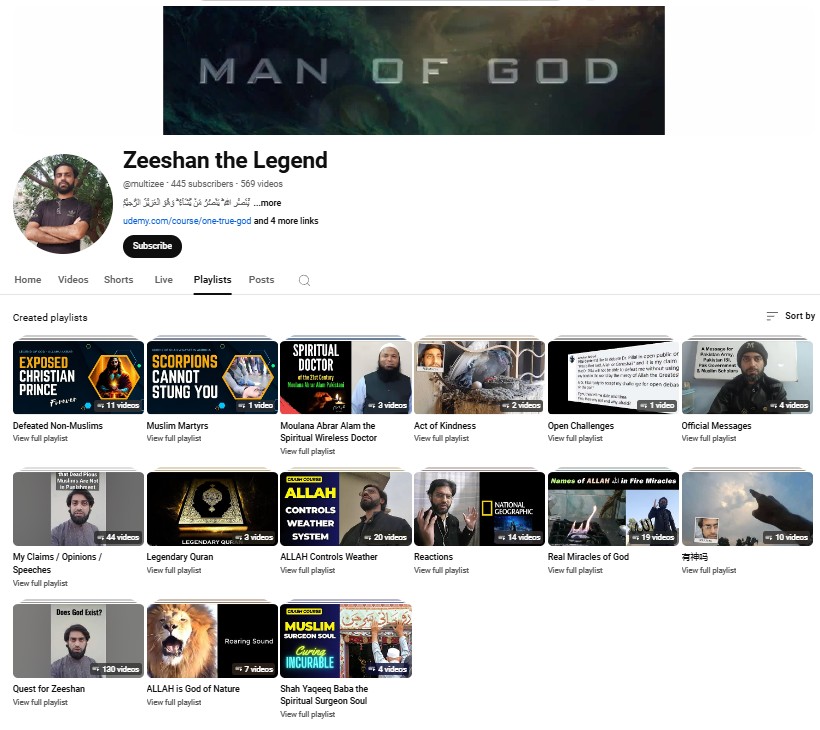 MAN OF GOD
Zeeshan the Legend
@multizee · 445 subscribers · 569 videos
...more
udemy.com/course/one-true-god and 4 more links
Subscribe
Home Videos Shorts Live Playlists Posts
Created playlists Sort by
EXPOSED
CHRISTIAN
PRINCE
Forever
11 videos
SCORPIONS
CANNOT
STUNG YOU
1 video
SPIRITUAL
DOCTOR
of the 21st Century
Moulana Abrar Alam Pakistani
3 videos
2 videos
1 video
A Message for
Pakistan Army,
Pakistan ISI,
Pak Government
& Muslim Scholars
4 videos
Defeated Non-Muslims
View full playlist
Muslim Martyrs
View full playlist
Moulana Abrar Alam the
Spiritual Wireless Doctor
View full playlist
Act of Kindness
View full playlist
Open Challenges
View full playlist
Official Messages
View full playlist
that Dead Pious
Muslims Are Not
in Punishment
44 videos
LEGENDARY QUR
3 videos
CRASH COURSE
ALLAH
CONTROLS
WEATHER
SYSTEM
20 videos
NATIONAL
GEOGRAPHIC
14 videos
Names of ALLAH ﷻ in Fire Miracles
19 videos
10 videos
My Claims / Opinions /
Speeches
View full playlist
Legendary Quran
View full playlist
ALLAH Controls Weather
View full playlist
Reactions
View full playlist
Real Miracles of God
View full playlist
有神吗
View full playlist
Does God Exist?
130 videos
Roaring Sound
7 videos
CRASH COURSE
MUSLIM
SURGEON SOUL
Curing
INCURABLE
4 videos
Quest for Zeeshan
View full playlist
ALLAH is God of Nature
View full playlist
Shah Yaqeeq Baba the
Spiritual Surgeon Soul
View full playlist